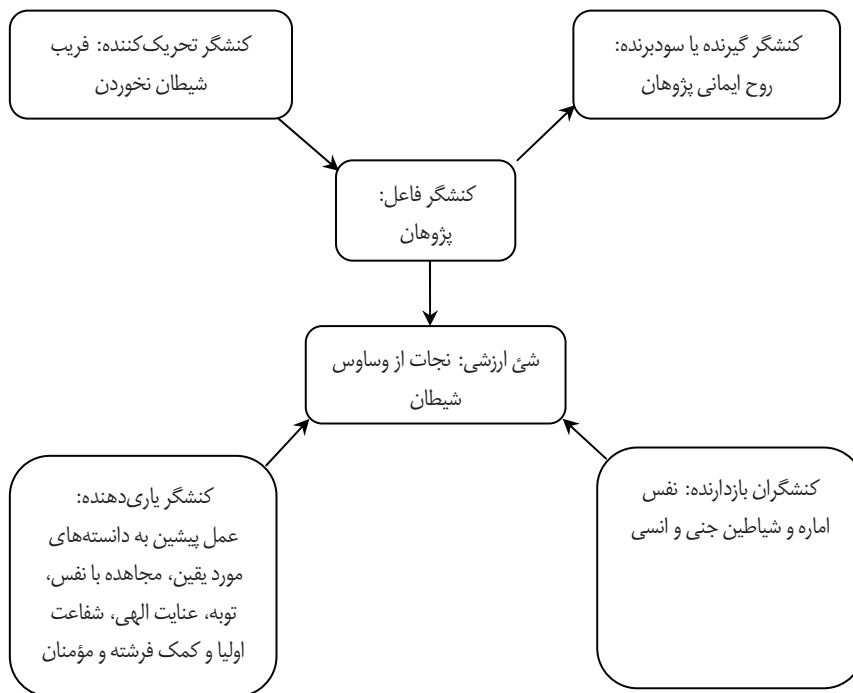 کنشگر گیرنده یا سودبرنده:
روح ایمانی پژوهان
کنشگر تحریک‌کننده: فریب
شیطان نخوردن
کنشگر فاعل:
پژوهان
شئ ارزشی: نجات از وساوس
شیطان
کنشگران بازدارنده: نفس
اماره و شیاطین جنی و انسی
کنشگر یاری‌دهنده:
عمل پیشین به دانسته‌های
مورد یقین، مجاهده با نفس،
توبه، عنایت الهی، شفاعت
اولیا و کمک فرشته و مؤمنان